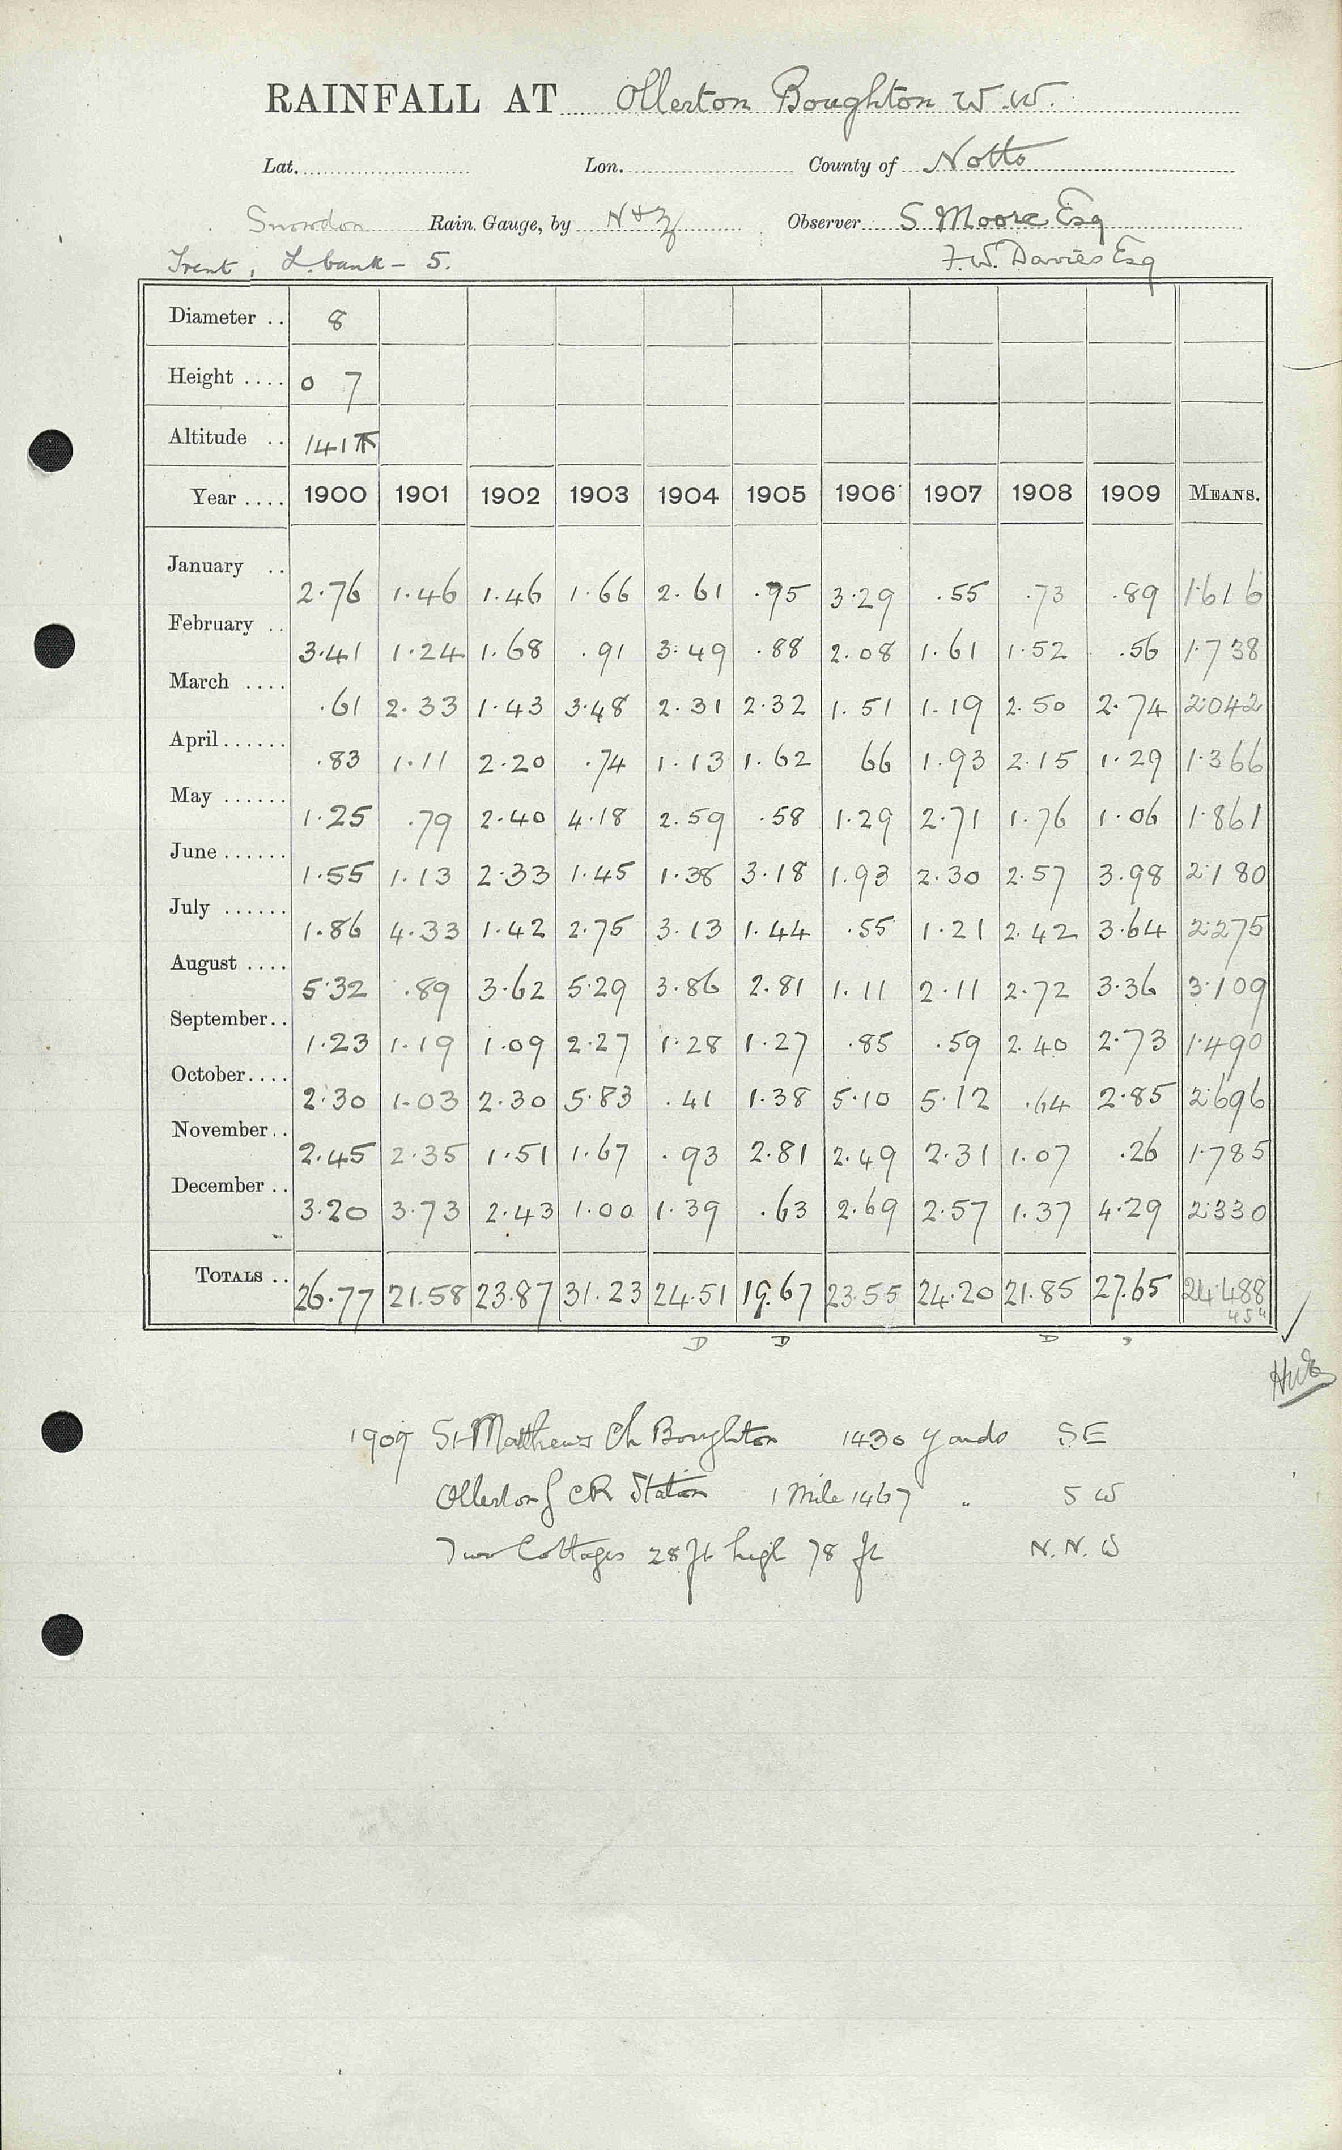 RAINFALL AT Ollerton Boughton W.W.
Lat. Lon. County of Notts
Snowdon Rain Gauge, by N & Z Observer S Moore Esq
Trent, L. bank - 5. F.W. Davies Esq
Diameter .. 8
Height .... 0 7
Altitude .. 141 ft
Year .... 1900 1901 1902 1903 1904 1905 1906 1907 1908 1909 MEANS.
January .. 2.76 1.46 1.46 1.66 2.61 .95 3.29 .55 .73 .89 1.616
February .. 3.41 1.24 1.68 .91 3.49 .88 2.08 1.61 1.52 .56 1.738
March .... .61 2.33 1.43 3.48 2.31 2.32 1.51 1.19 2.50 2.74 2.042
April ...... .83 1.11 2.20 .74 1.13 1.62 66 1.93 2.15 1.29 1.366
May ...... 1.25 .79 2.40 4.18 2.59 .58 1.29 2.71 1.76 1.06 1.861
June ...... 1.55 1.13 2.33 1.45 1.38 3.18 1.93 2.30 2.57 3.98 2.180
July ...... 1.86 4.33 1.42 2.75 3.13 1.44 .55 1.21 2.42 3.64 2.275
August .... 5.32 .89 3.62 5.29 3.86 2.81 1.11 2.11 2.72 3.36 3.109
September .. 1.23 1.19 1.09 2.27 1.28 1.27 .85 .59 2.40 2.73 1.490
October .... 2.30 1.03 2.30 5.83 .41 1.38 5.10 5.12 .64 2.85 2.696
November .. 2.45 2.35 1.51 1.67 .93 2.81 2.49 2.31 1.07 .26 1.785
December .. 3.20 3.73 2.43 1.00 1.39 .63 2.69 2.57 1.37 4.29 2.330
TOTALS .. 26.77 21.58 23.87 31.23 24.51 19.67 23.55 24.20 21.85 27.65 24.488
D D D
1909 St Matthews Ch Boughton 1430 yards S.E
Ollerton G CR Station 1 Mile 1467 " S W
Two Cottages 28 ft high 78 ft N.N.W